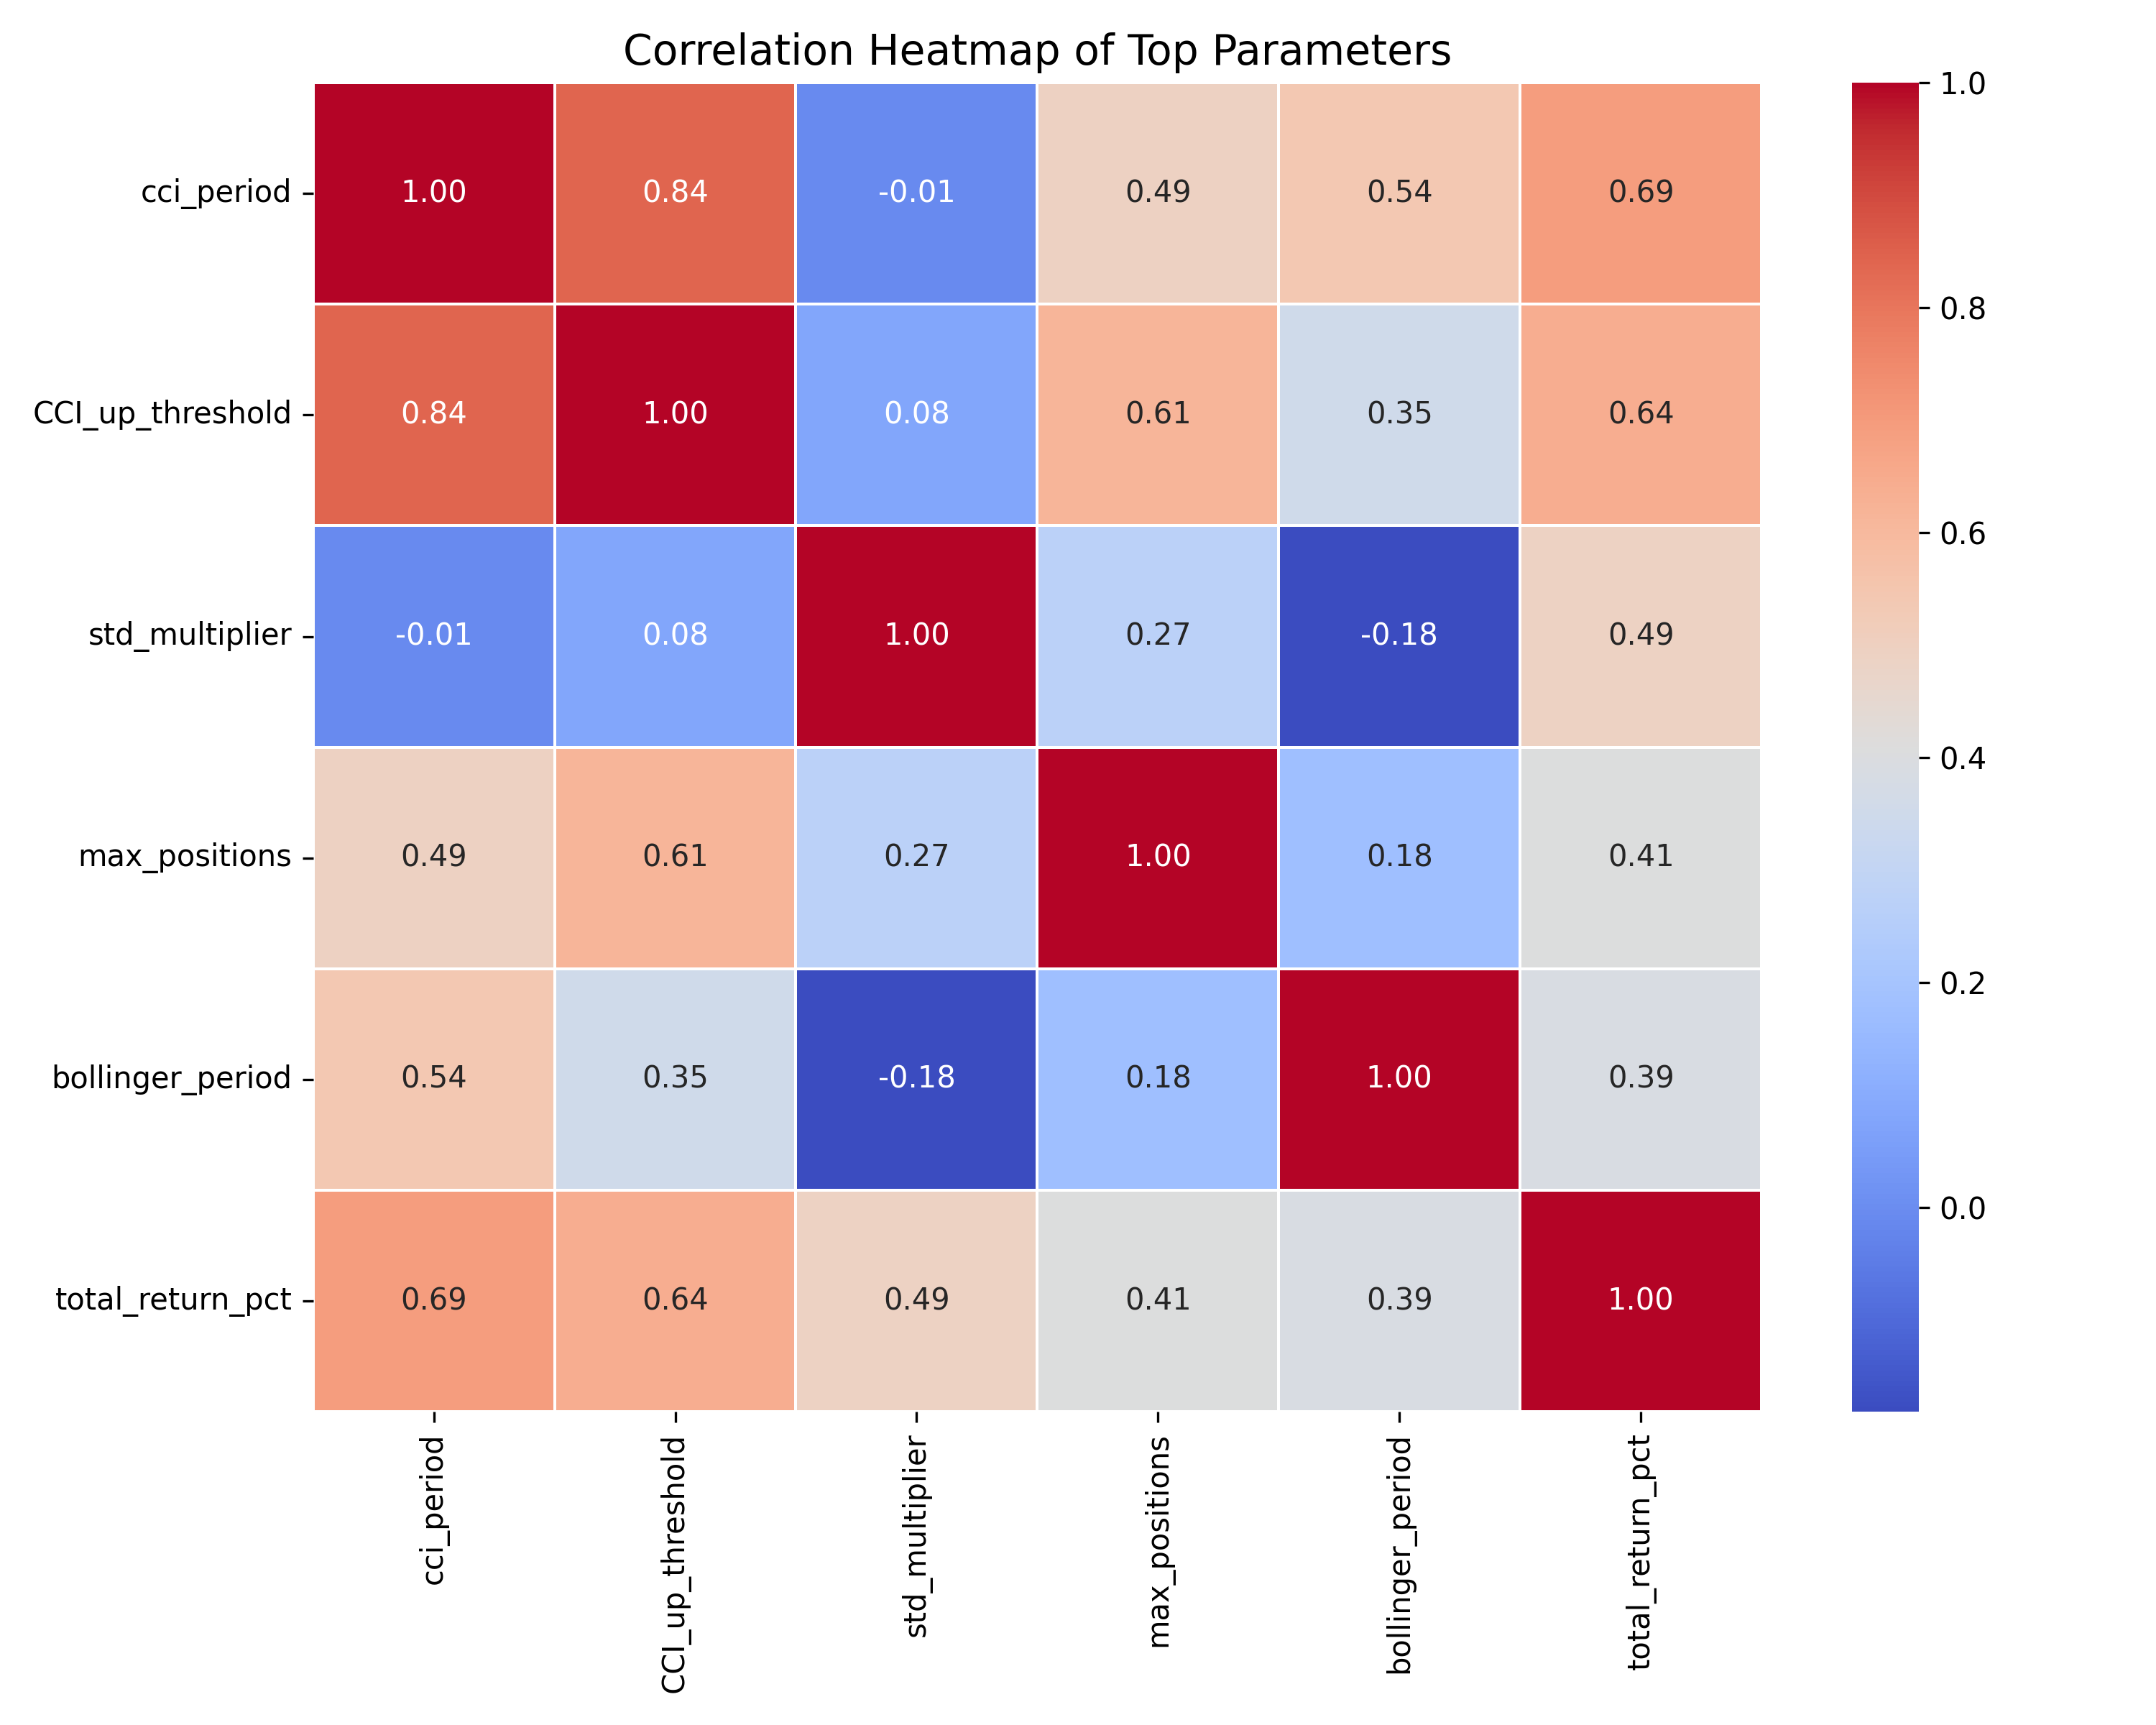 Correlation Heatmap of Top Parameters
cci_period 1.00 0.84 -0.01 0.49 0.54 0.69
CCI_up_threshold 0.84 1.00 0.08 0.61 0.35 0.64
std_multiplier -0.01 0.08 1.00 0.27 -0.18 0.49
max_positions 0.49 0.61 0.27 1.00 0.18 0.41
bollinger_period 0.54 0.35 -0.18 0.18 1.00 0.39
total_return_pct 0.69 0.64 0.49 0.41 0.39 1.00
cci_period
CCI_up_threshold
std_multiplier
max_positions
bollinger_period
total_return_pct
1.0
0.8
0.6
0.4
0.2
0.0